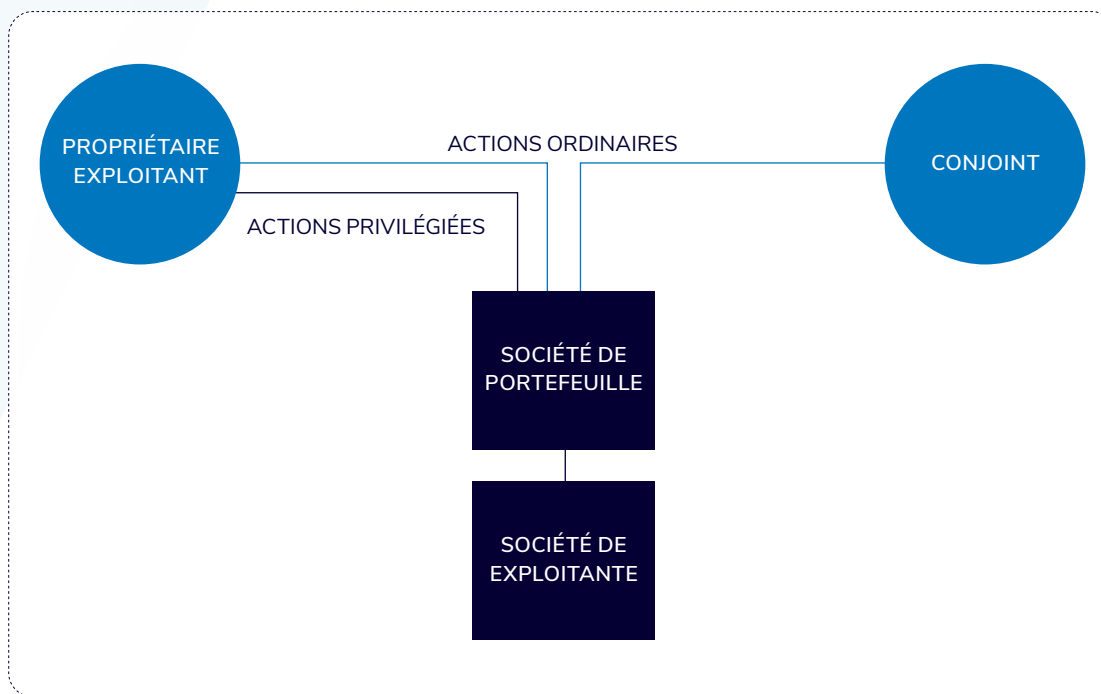 PROPRIÉTAIRE
EXPLOITANT
ACTIONS ORDINAIRES
CONJOINT
ACTIONS PRIVILÉGIÉES
SOCIÉTÉ DE
PORTEFEUILLE
SOCIÉTÉ DE
EXPLOITANTE